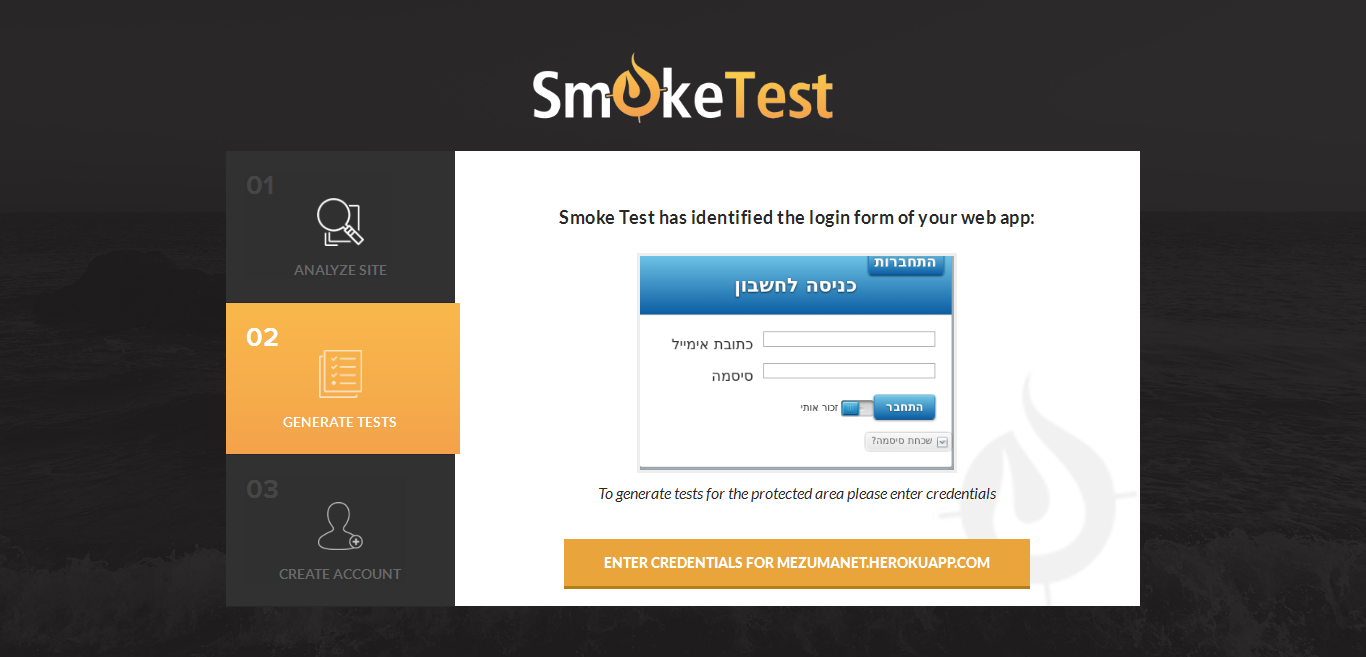 SmokeTest
01
ANALYZE SITE
02
GENERATE TESTS
03
CREATE ACCOUNT
Smoke Test has identified the login form of your web app:
התחברות
כניסה לחשבון
כתובת אימייל
סיסמה
זכור אותי
התחבר
שכחת סיסמה?
To generate tests for the protected area please enter credentials
ENTER CREDENTIALS FOR MEZUMANET.HEROKUAPP.COM